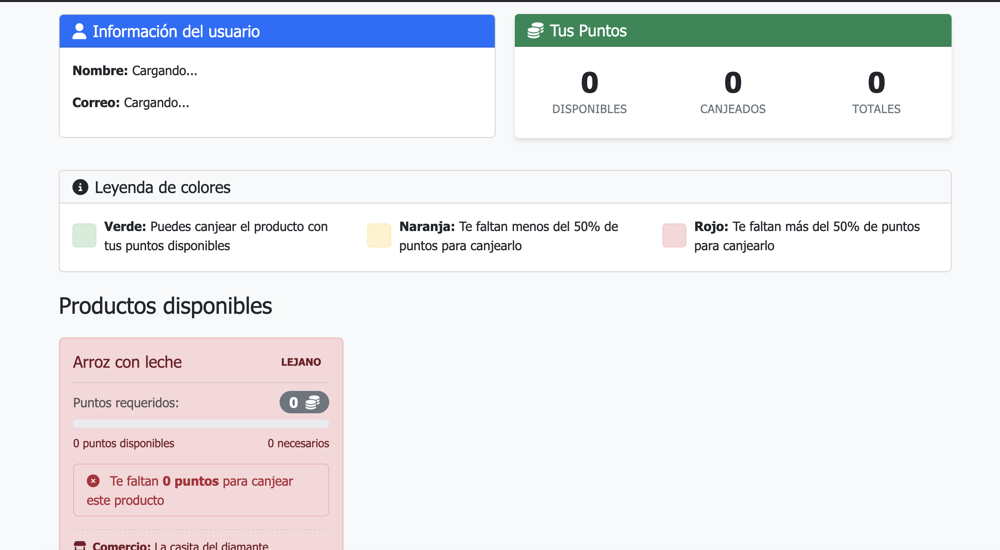 Información del usuario
Nombre: Cargando...
Correo: Cargando...
Tus Puntos
0
DISPONIBLES
0
CANJEADOS
0
TOTALES
Leyenda de colores
Verde: Puedes canjear el producto con
tus puntos disponibles
Naranja: Te faltan menos del 50% de
puntos para canjearlo
Rojo: Te faltan más del 50% de puntos
para canjearlo
Productos disponibles
Arroz con leche
LEJANO
Puntos requeridos:
0
0 puntos disponibles
0 necesarios
Te faltan 0 puntos para canjear
este producto
Comercio: La casita del diamante